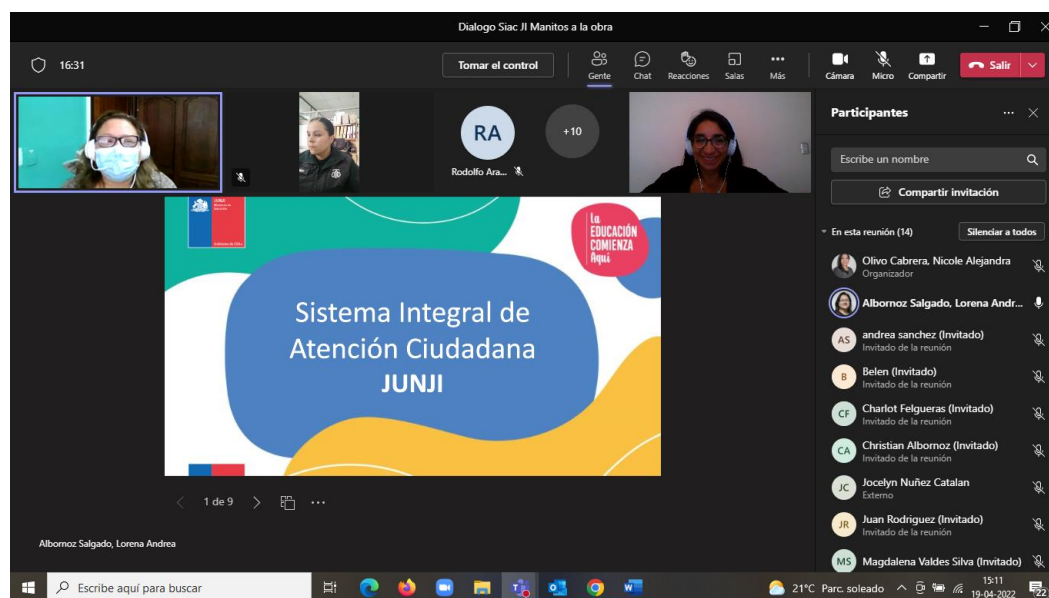 Dialogo Siac JI Manitos a la obra
16:31
Tomar el control
Gente
Chat
Reacciones
Salas
Más
Cámara
Micro
Compartir
Salir
RA
Rodolfo Ara...
+10
JUNJI
La
EDUCACIÓN
COMIENZA
Aquí
Sistema Integral de
Atención Ciudadana
JUNJI
1 de 9
Albornoz Salgado, Lorena Andrea
Participantes
Escribe un nombre
Compartir invitación
En esta reunión (14)
Silenciar a todos
Olivo Cabrera, Nicole Alejandra
Organizador
Albornoz Salgado, Lorena Andr...
AS
andrea sanchez (Invitado)
Invitado de la reunión
B
Belen (Invitado)
Invitado de la reunión
CF
Charlot Felgueras (Invitado)
Invitado de la reunión
CA
Christian Albornoz (Invitado)
Invitado de la reunión
JC
Jocelyn Nuñez Catalan
Externo
JR
Juan Rodriguez (Invitado)
Invitado de la reunión
MS
Magdalena Valdes Silva (Invitado)
Escribe aquí para buscar
21°C Parc. soleado
15:11
19-04-2022
22